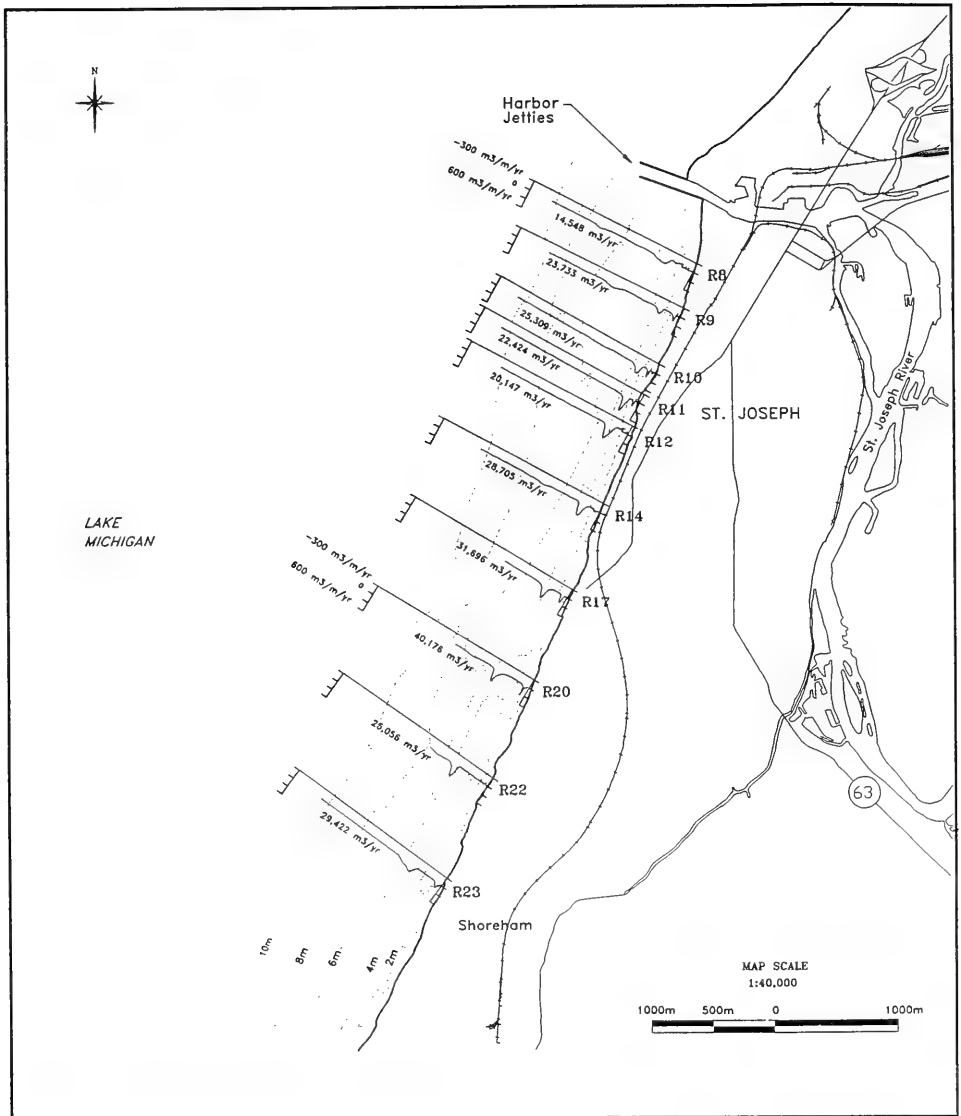 N
Harbor
Jetties
-300 m3/m/yr
0
600 m3/m/yr
14,548 m3/yr
R8
23,733 m3/yr
R9
25,309 m3/yr
R10
22,424 m3/yr
R11
20,147 m3/yr
R12
ST. JOSEPH
St. Joseph River
28,705 m3/yr
R14
LAKE
MICHIGAN
31,696 m3/yr
R17
-300 m3/m/yr
0
600 m3/m/yr
40,176 m3/yr
R20
R22
63
29,422 m3/yr
R23
Shoreham
10m
8m
6m
4m
2m
MAP SCALE
1:40,000
1000m
500m
0
1000m